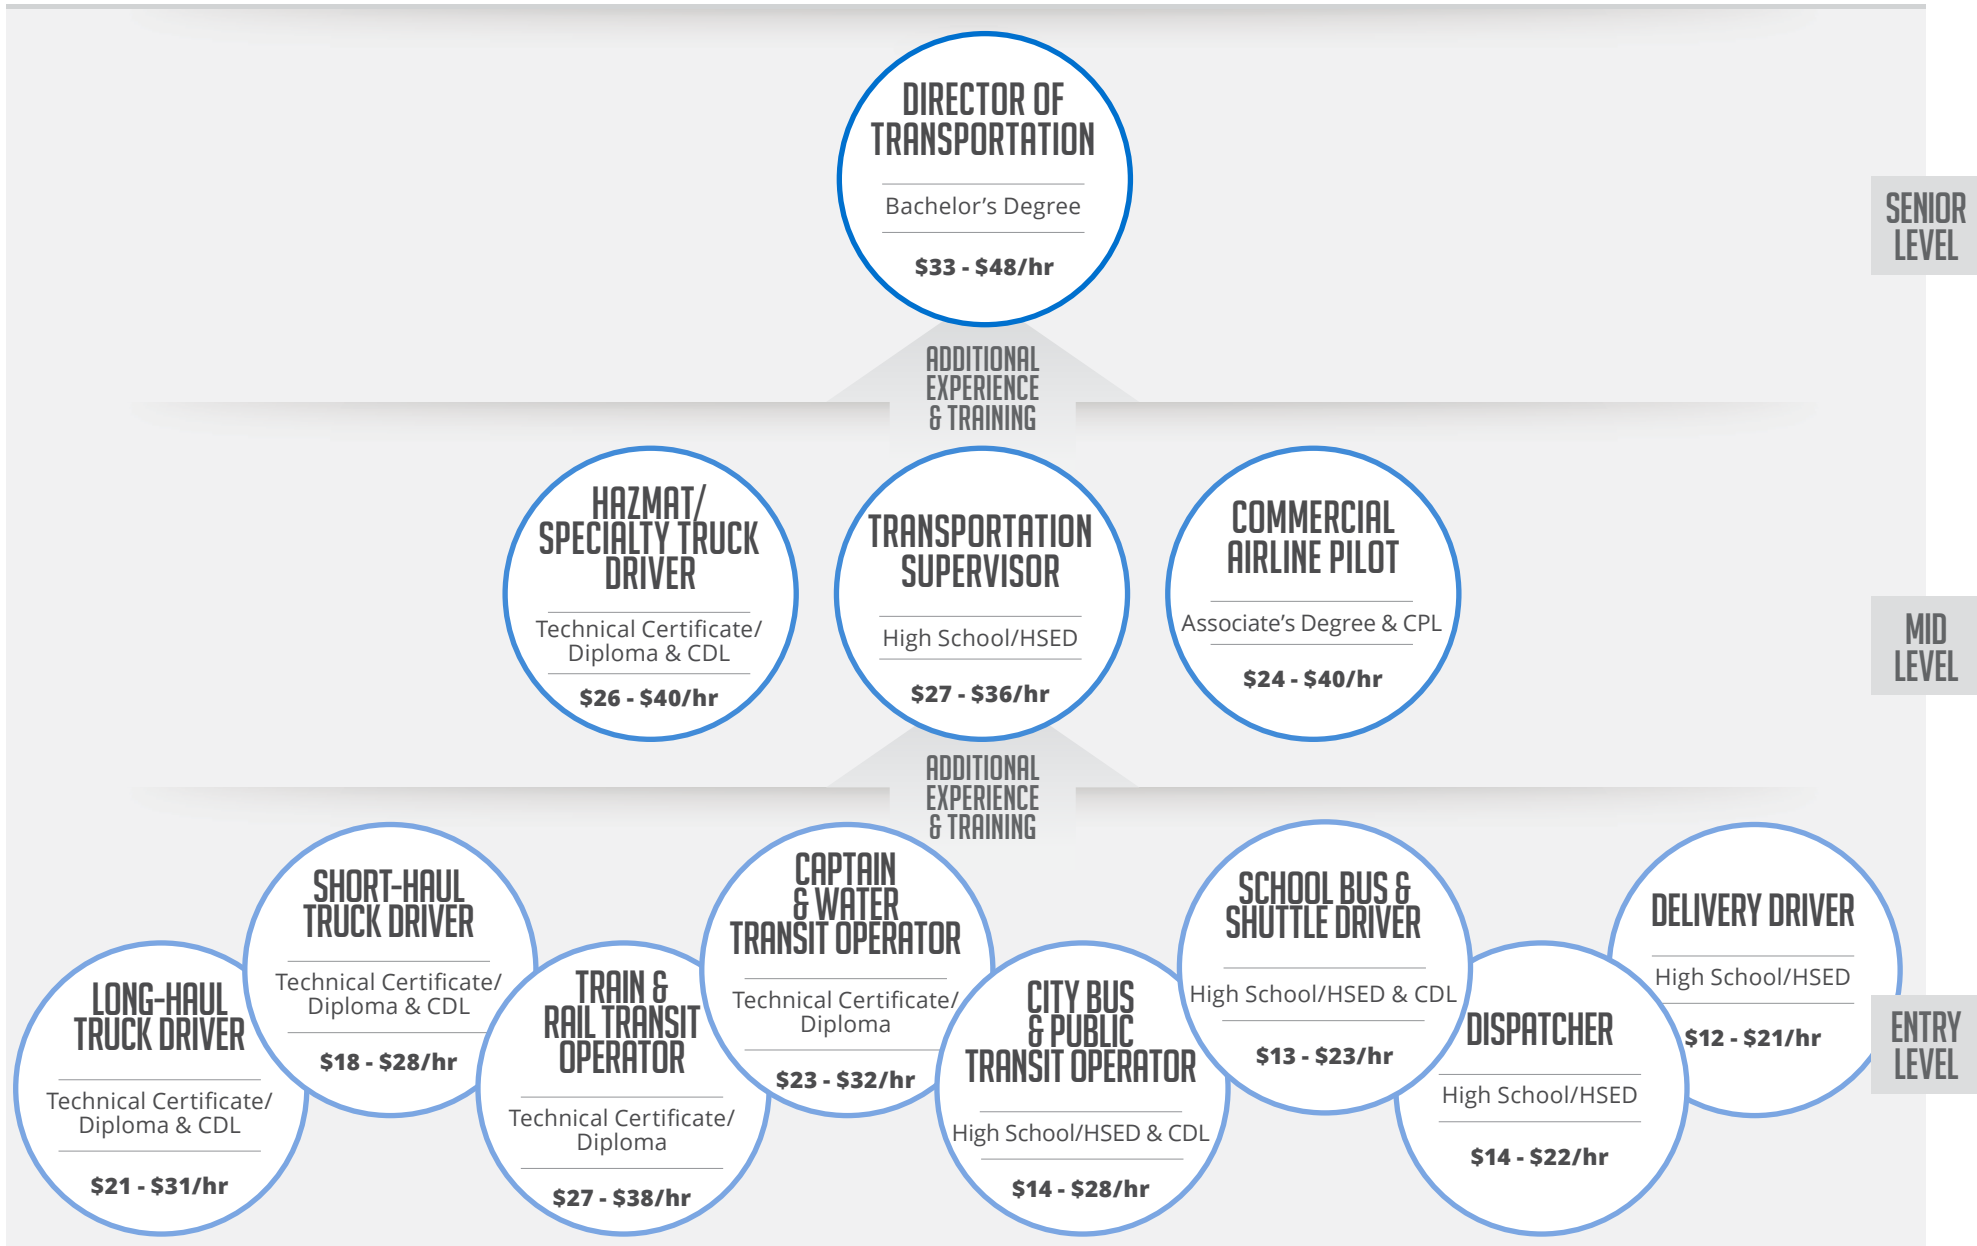 DIRECTOR OF
TRANSPORTATION
Bachelor's Degree
$33 - $48/hr
SENIOR
LEVEL
ADDITIONAL
EXPERIENCE
& TRAINING
HAZMAT/
SPECIALTY TRUCK
DRIVER
Technical Certificate/
Diploma & CDL
$26 - $40/hr
TRANSPORTATION
SUPERVISOR
High School/HSED
$27 - $36/hr
COMMERCIAL
AIRLINE PILOT
Associate's Degree & CPL
$24 - $40/hr
MID
LEVEL
ADDITIONAL
EXPERIENCE
& TRAINING
LONG-HAUL
TRUCK DRIVER
Technical Certificate/
Diploma & CDL
$21 - $31/hr
SHORT-HAUL
TRUCK DRIVER
Technical Certificate/
Diploma & CDL
$18 - $28/hr
TRAIN &
RAIL TRANSIT
OPERATOR
Technical Certificate/
Diploma
$27 - $38/hr
CAPTAIN
& WATER
TRANSIT OPERATOR
Technical Certificate/
Diploma
$23 - $32/hr
CITY BUS
& PUBLIC
TRANSIT OPERATOR
High School/HSED & CDL
$14 - $28/hr
SCHOOL BUS &
SHUTTLE DRIVER
High School/HSED & CDL
$13 - $23/hr
DISPATCHER
High School/HSED
$14 - $22/hr
DELIVERY DRIVER
High School/HSED
$12 - $21/hr
ENTRY
LEVEL